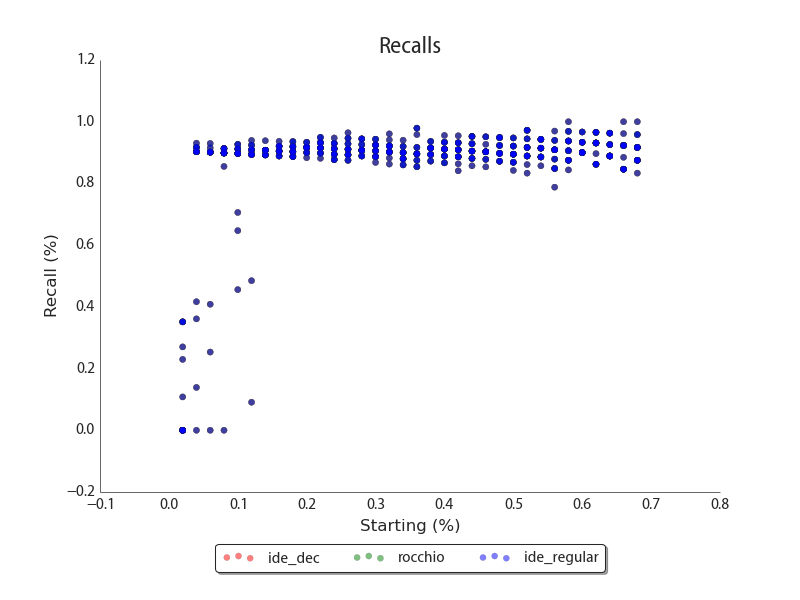 Recalls
1.2
1.0
0.8
0.6
0.4
0.2
0.0
−0.2
Recall (%)
−0.1 0.0 0.1 0.2 0.3 0.4 0.5 0.6 0.7 0.8
Starting (%)
ide_dec rocchio ide_regular